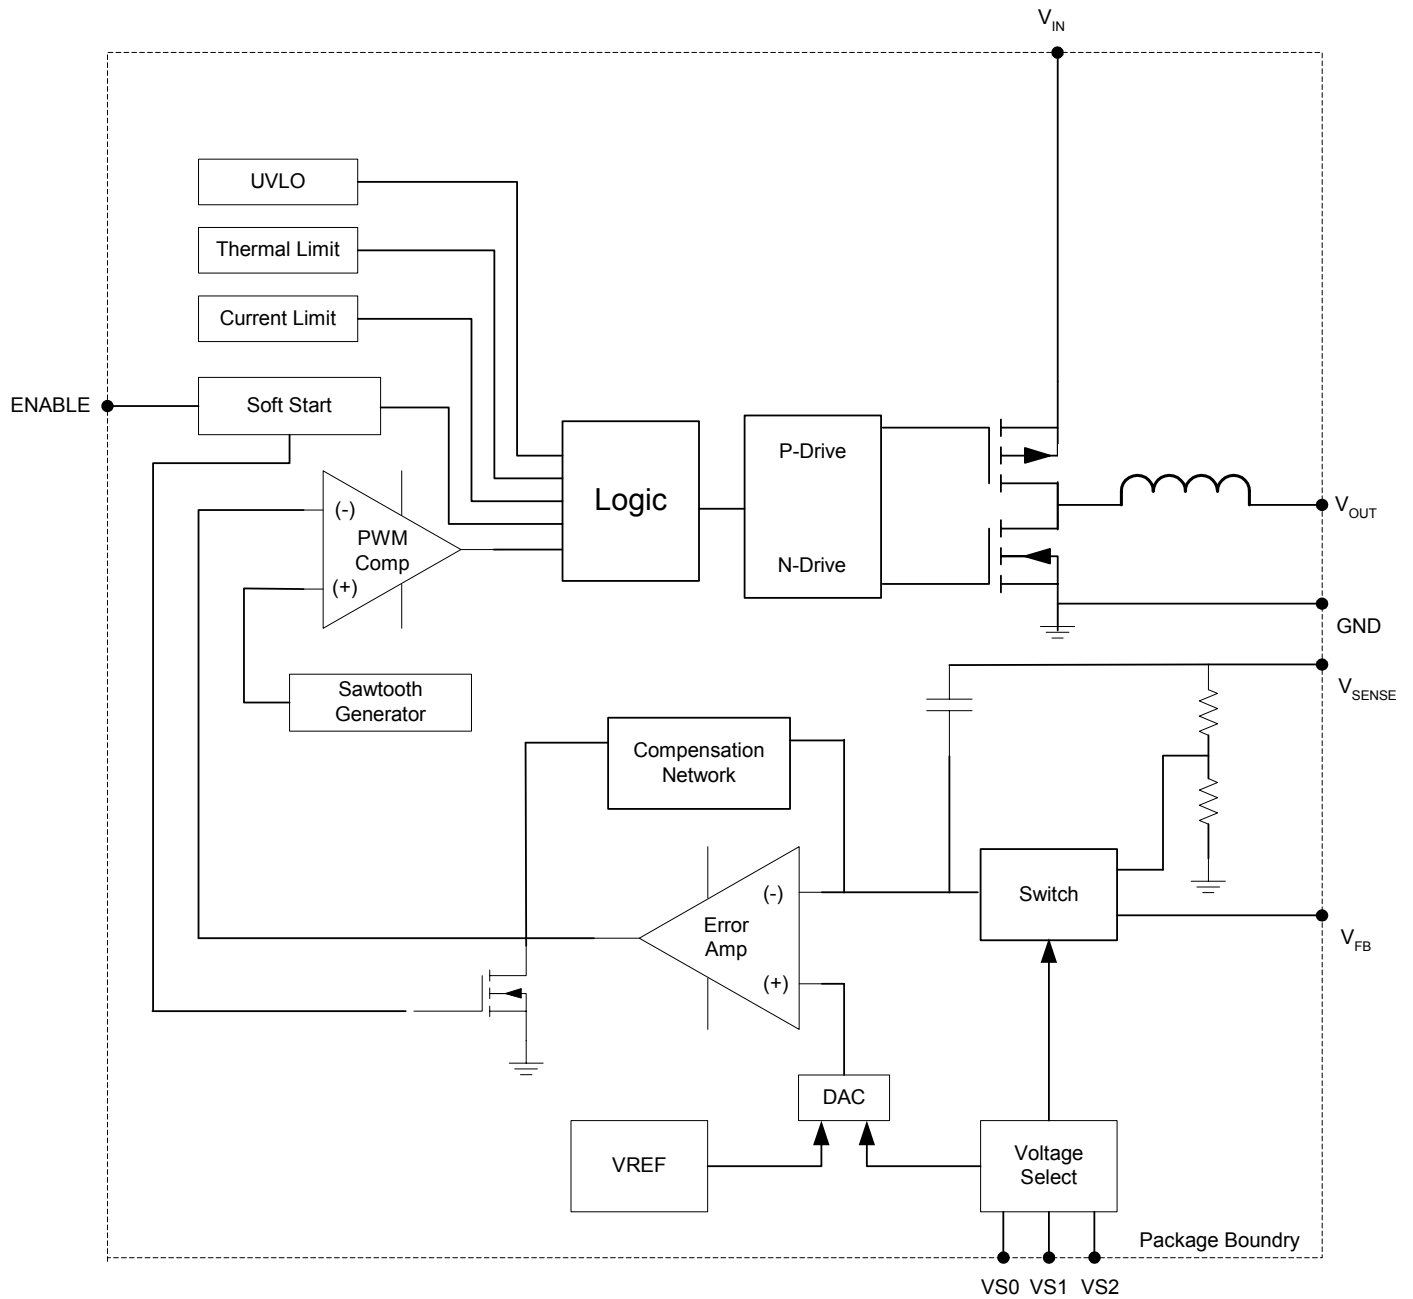 VIN
UVLO
Thermal Limit
Current Limit
ENABLE
Soft Start
P-Drive
Logic
(-)
PWM
Comp
(+)
N-Drive
VOUT
GND
Sawtooth
Generator
VSENSE
Compensation
Network
(-)
Error
Amp
(+)
Switch
VFB
DAC
VREF
Voltage
Select
Package Boundry
VS0 VS1 VS2